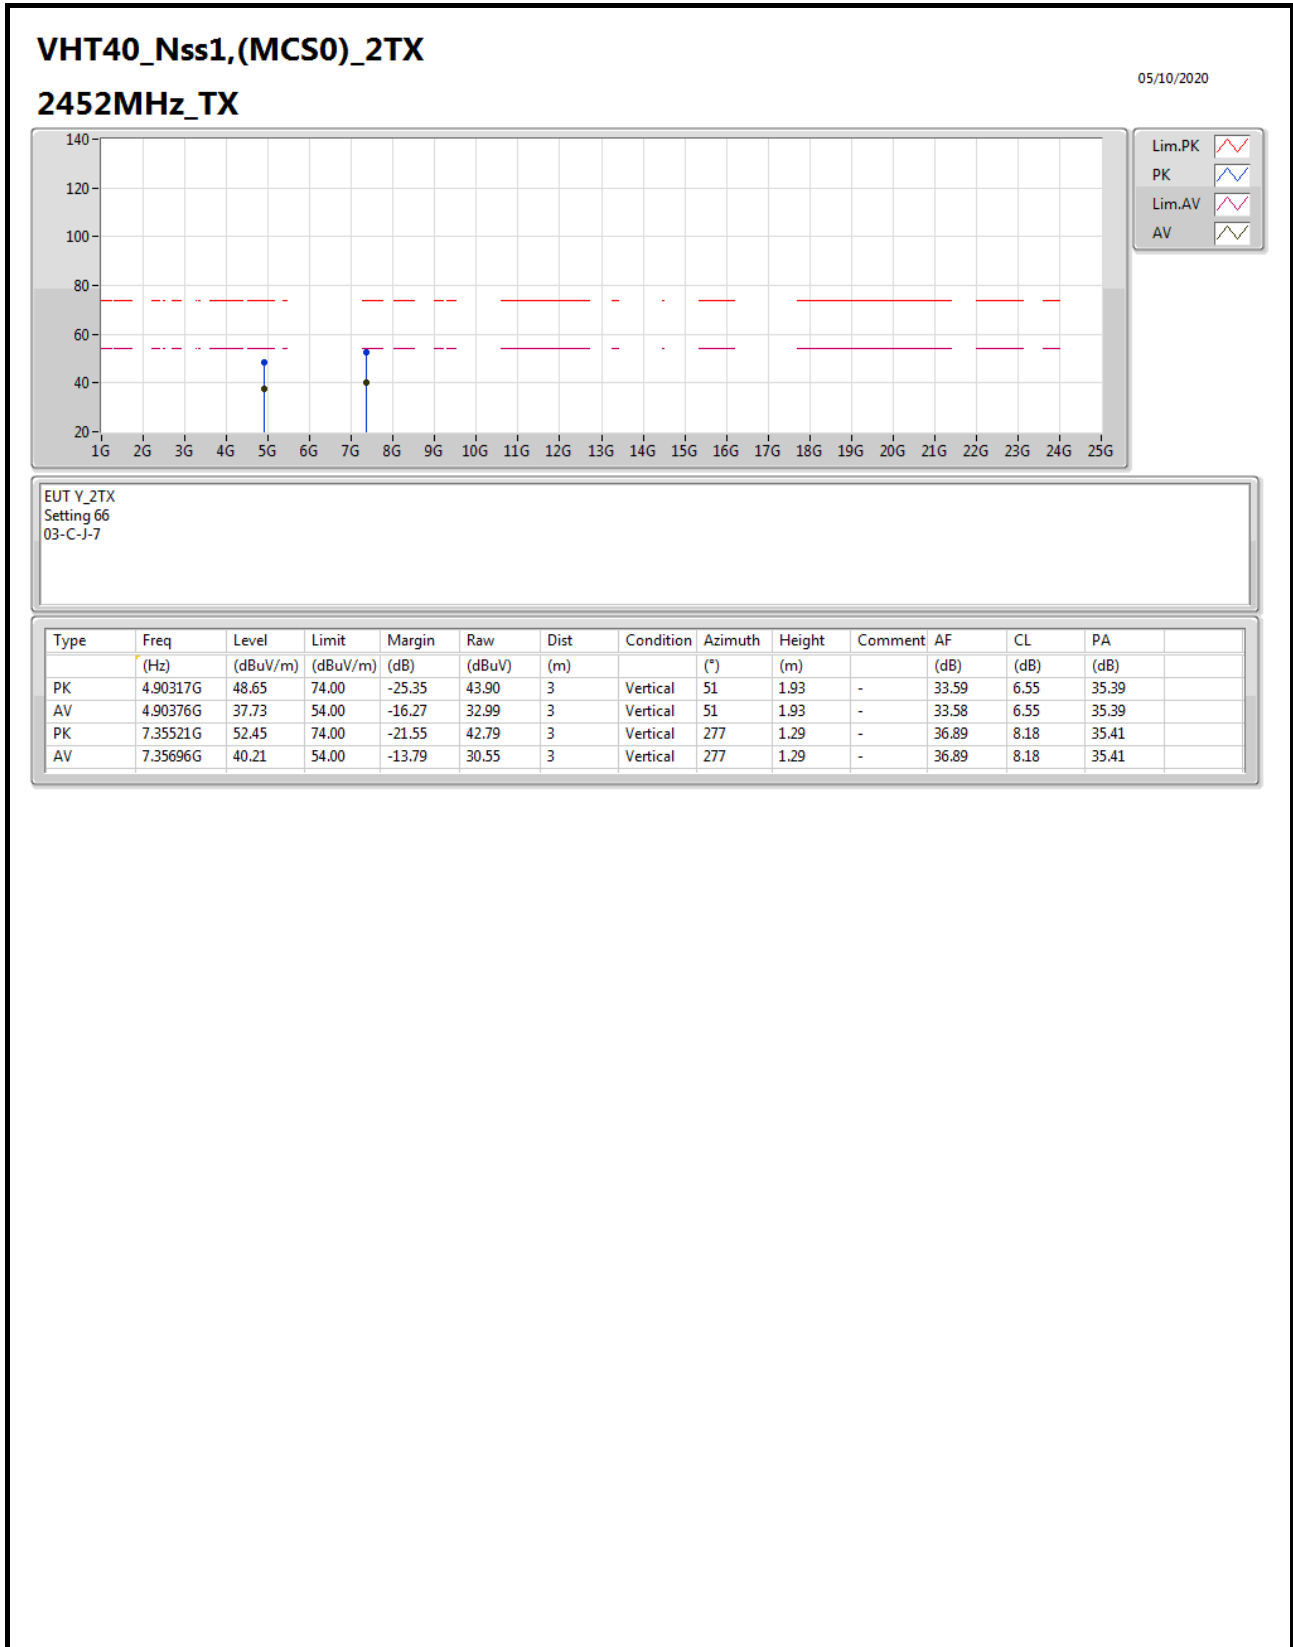 VHT40_Nss1,(MCS0)_2TX
05/10/2020
2452MHz_TX
140
120
100
80
60
40
20
1G 2G 3G 4G 5G 6G 7G 8G 9G 10G 11G 12G 13G 14G 15G 16G 17G 18G 19G 20G 21G 22G 23G 24G 25G
Lim.PK
PK
Lim.AV
AV
EUT Y_2TX
Setting 66
03-C-J-7
Type Freq Level Limit Margin Raw Dist Condition Azimuth Height Comment AF CL PA
(Hz) (dBuV/m) (dBuV/m) (dB) (dBuV) (m) (°) (m) (dB) (dB) (dB)
PK 4.90317G 48.65 74.00 -25.35 43.90 3 Vertical 51 1.93 - 33.59 6.55 35.39
AV 4.90376G 37.73 54.00 -16.27 32.99 3 Vertical 51 1.93 - 33.58 6.55 35.39
PK 7.35521G 52.45 74.00 -21.55 42.79 3 Vertical 277 1.29 - 36.89 8.18 35.41
AV 7.35696G 40.21 54.00 -13.79 30.55 3 Vertical 277 1.29 - 36.89 8.18 35.41